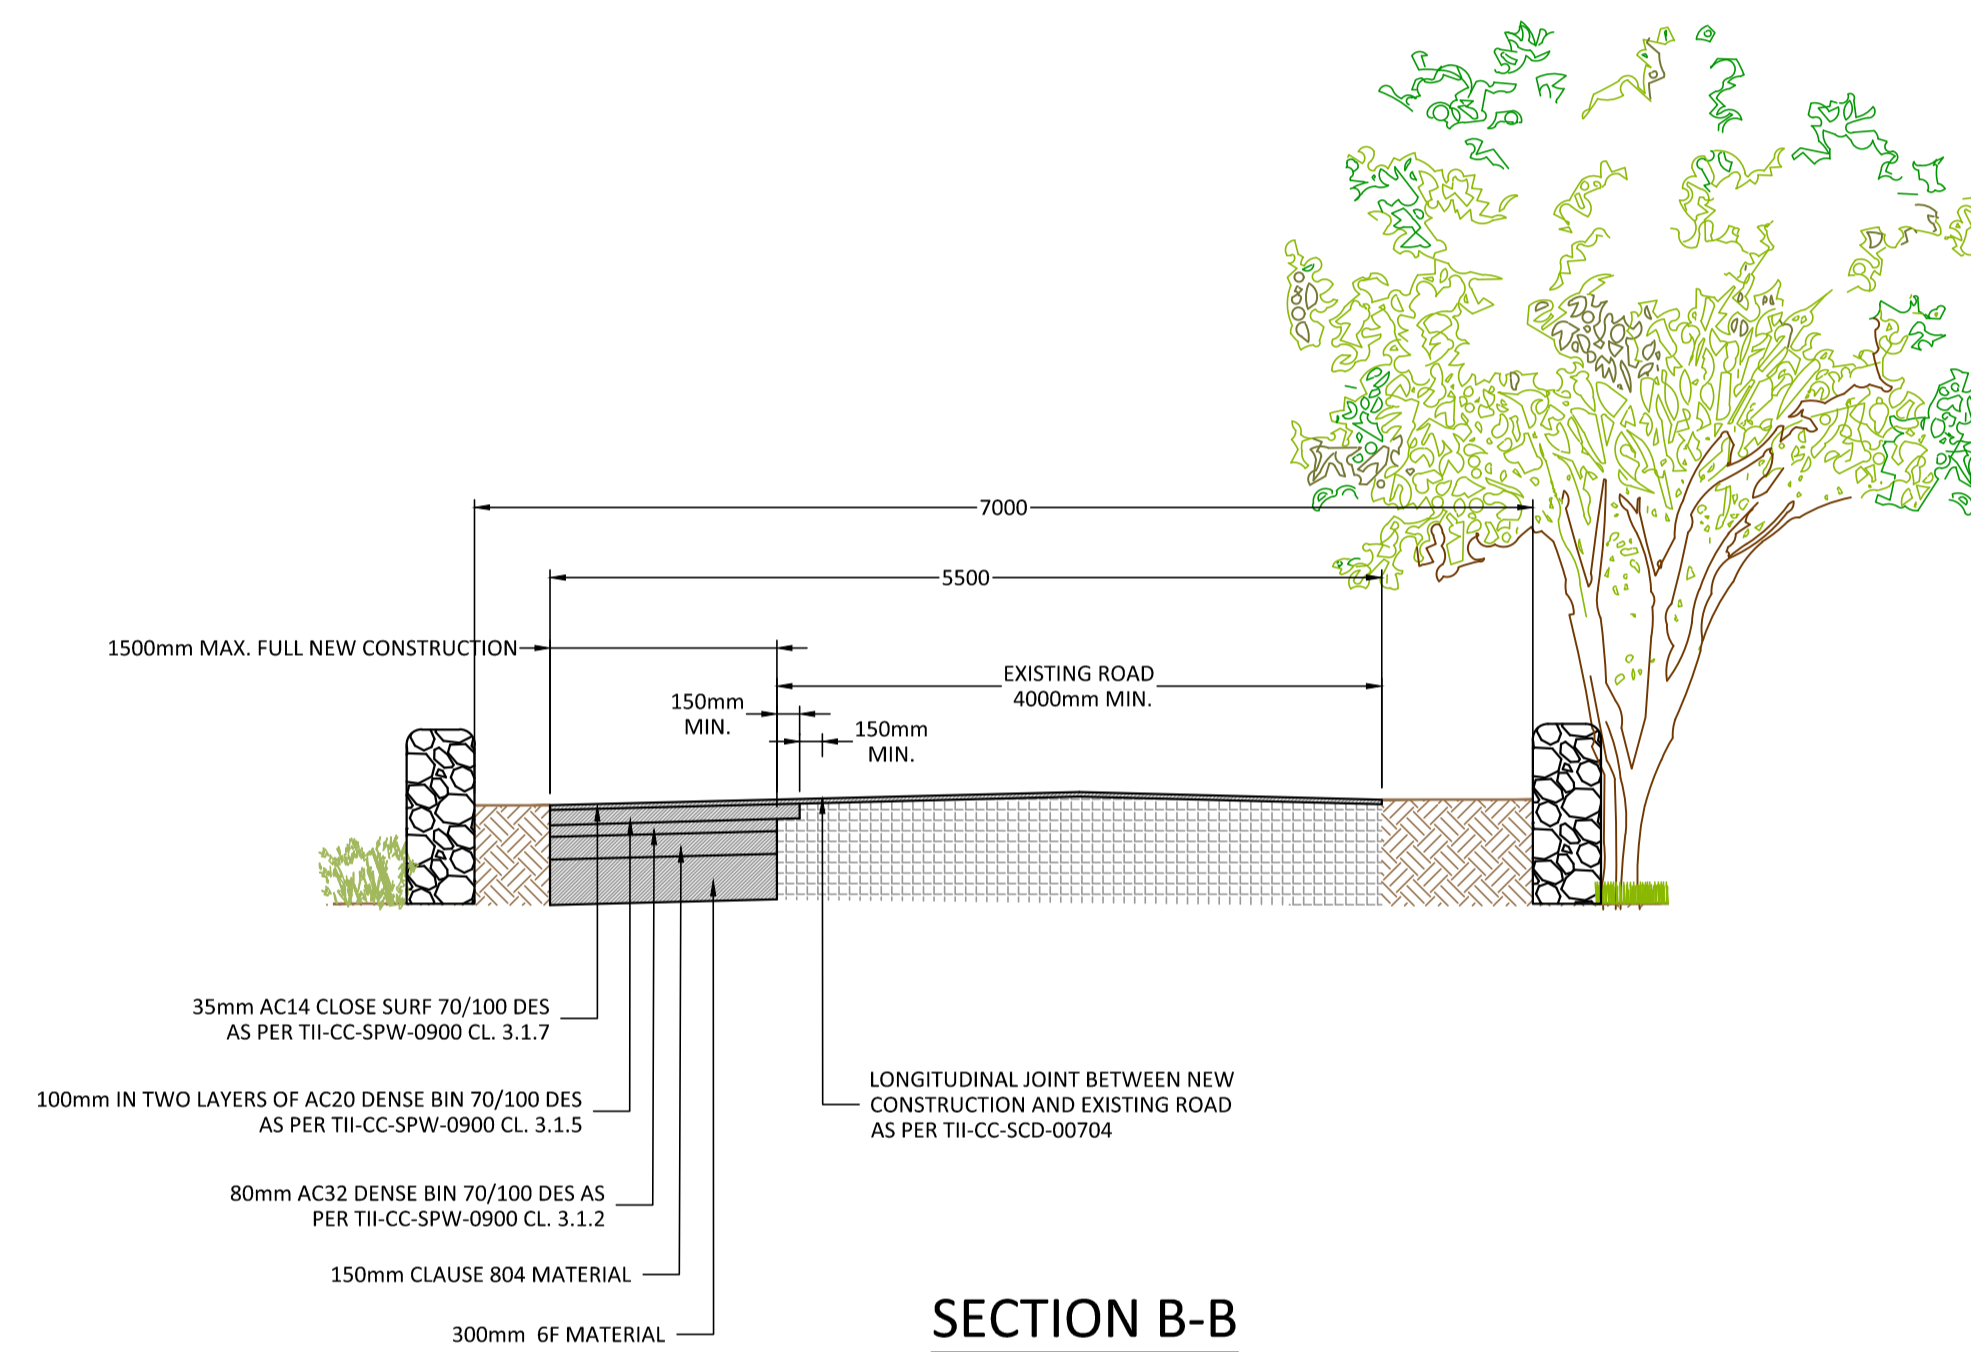 7000
5500
1500mm MAX. FULL NEW CONSTRUCTION
EXISTING ROAD
4000mm MIN.
150mm
MIN.
150mm
MIN.
35mm AC14 CLOSE SURF 70/100 DES
AS PER TII-CC-SPW-0900 CL. 3.1.7
100mm IN TWO LAYERS OF AC20 DENSE BIN 70/100 DES
AS PER TII-CC-SPW-0900 CL. 3.1.5
80mm AC32 DENSE BIN 70/100 DES AS
PER TII-CC-SPW-0900 CL. 3.1.2
150mm CLAUSE 804 MATERIAL
300mm 6F MATERIAL
LONGITUDINAL JOINT BETWEEN NEW
CONSTRUCTION AND EXISTING ROAD
AS PER TII-CC-SCD-00704
SECTION B-B